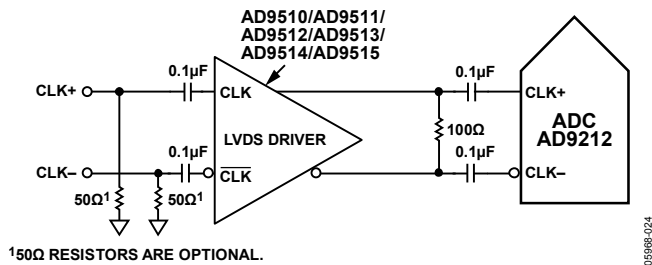 AD9510/AD9511/
AD9512/AD9513/
AD9514/AD9515
0.1µF
0.1µF
CLK+
CLK
CLK+
LVDS DRIVER
100Ω
ADC
AD9212
0.1µF
0.1µF
CLK–
CLK
CLK–
50Ω1
50Ω1
150Ω RESISTORS ARE OPTIONAL.
05968-024